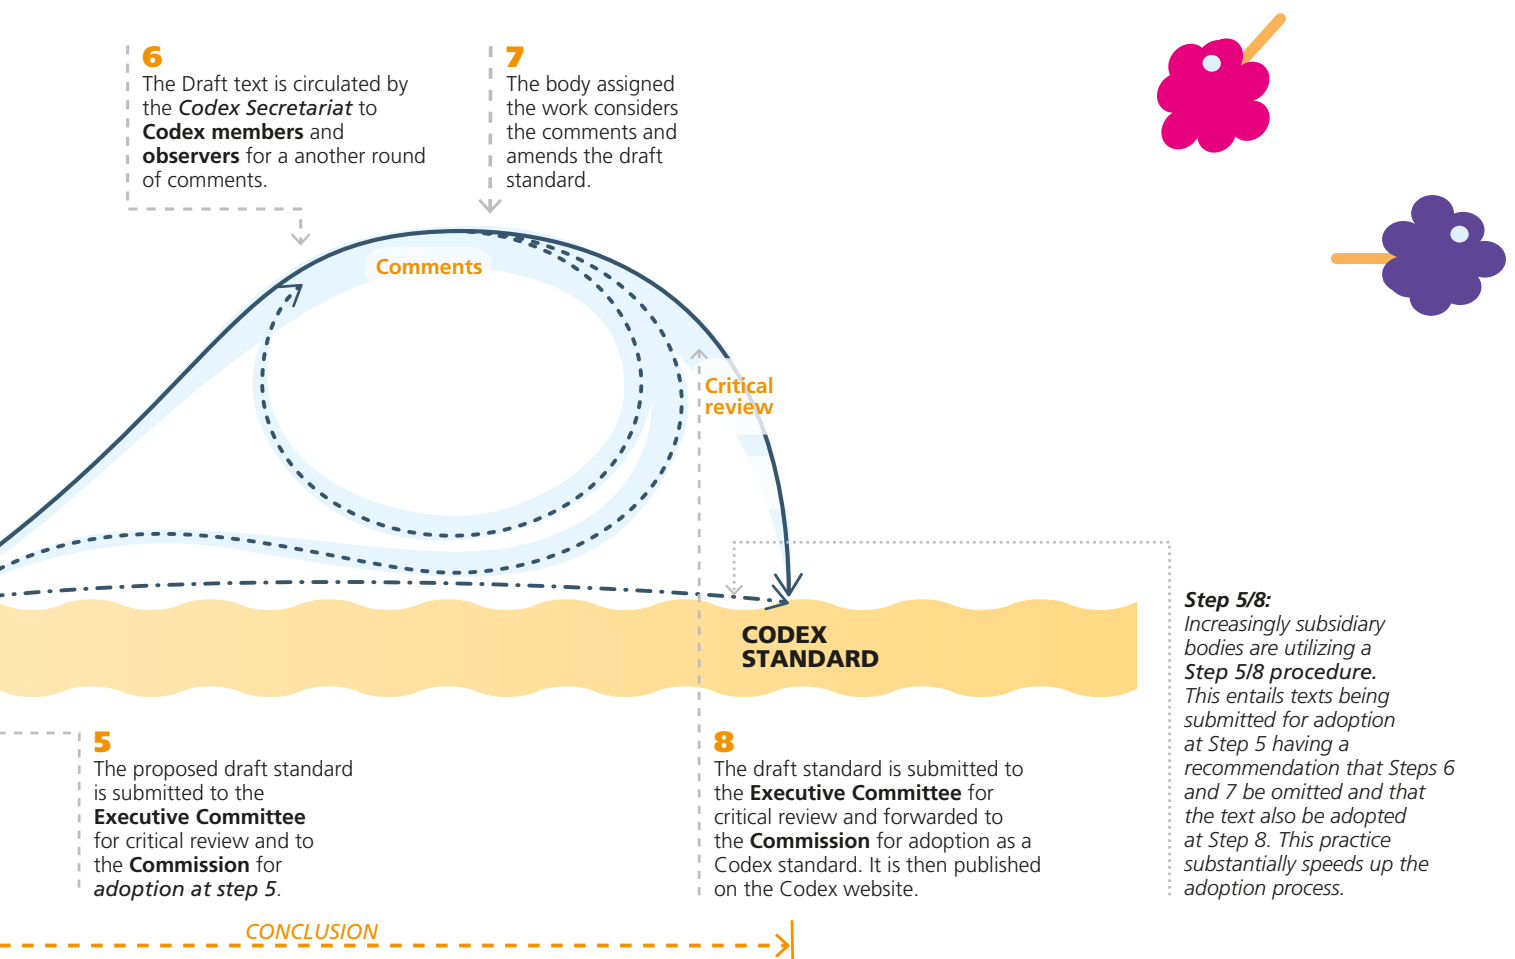 6
The Draft text is circulated by
the Codex Secretariat to
Codex members and
observers for a another round
of comments.
7
The body assigned
the work considers
the comments and
amends the draft
standard.
Comments
Critical
review
CODEX
STANDARD
Step 5/8:
Increasingly subsidiary
bodies are utilizing a
Step 5/8 procedure.
This entails texts being
submitted for adoption
at Step 5 having a
recommendation that Steps 6
and 7 be omitted and that
the text also be adopted
at Step 8. This practice
substantially speeds up the
adoption process.
5
The proposed draft standard
is submitted to the
Executive Committee
for critical review and to
the Commission for
adoption at step 5.
8
The draft standard is submitted to
the Executive Committee for
critical review and forwarded to
the Commission for adoption as a
Codex standard. It is then published
on the Codex website.
CONCLUSION